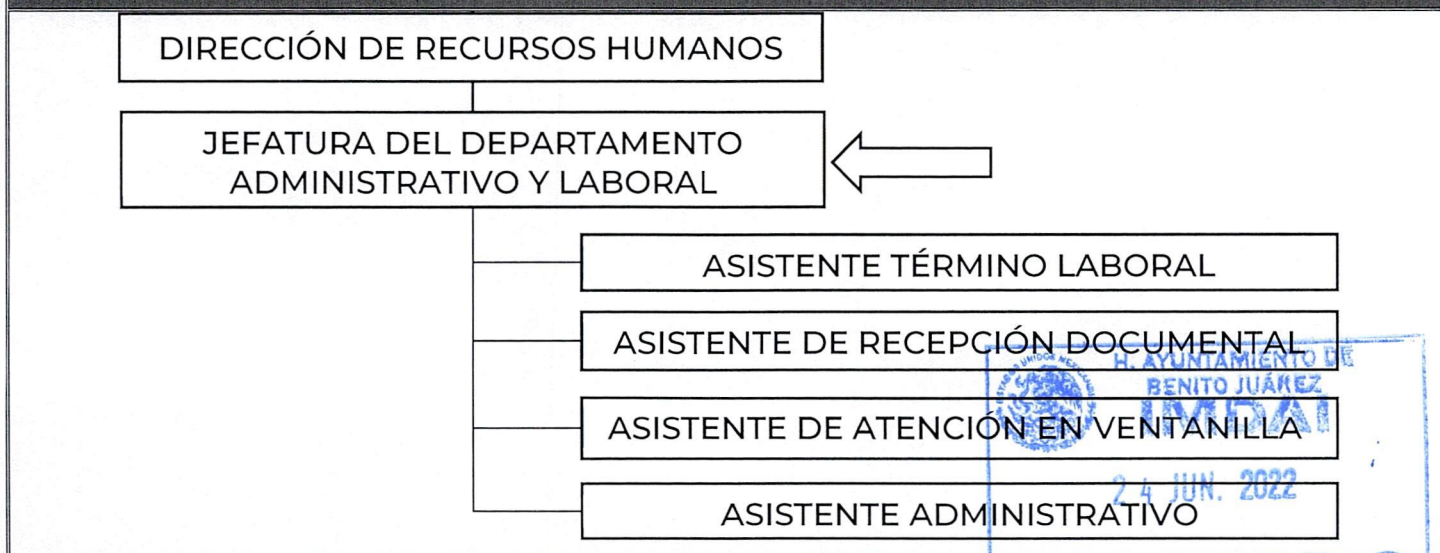 DIRECCIÓN DE RECURSOS HUMANOS
JEFATURA DEL DEPARTAMENTO
ADMINISTRATIVO Y LABORAL
ASISTENTE TÉRMINO LABORAL
ASISTENTE DE RECEPCIÓN DOCUMENTAL
H. AYUNTAMIENTO DE
BENITO JUÁREZ
IMDAI
ASISTENTE DE ATENCIÓN EN VENTANILLA
24 JUN. 2022
ASISTENTE ADMINISTRATIVO